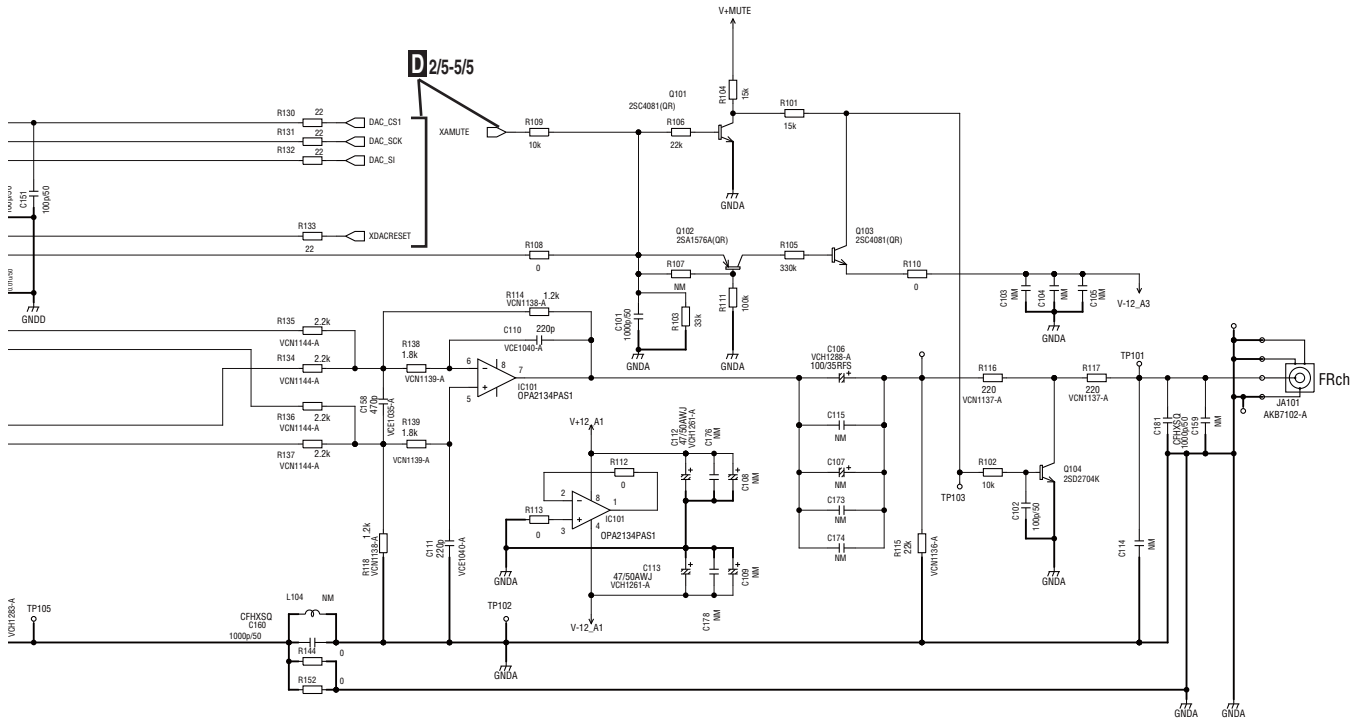 V+MUTE
D 2/5-5/5
Q101
2SC4081(QR)
R104
15k
R101
15k
R130
22
DAC_CS1
R131
22
DAC_SCK
R132
22
DAC_SI
XAMUTE
R109
10k
R106
22k
C151
100p/50
100p/50
GNDA
R133
22
XDACRESET
R108
0
Q102
2SA1576A(QR)
R105
330k
Q103
2SC4081(QR)
R110
0
R107
NM
R111
100k
C103
NM
C104
NM
C105
NM
V-12_A3
GNDD
R114
1.2k
VCN1138-A
C101
1000p/50
R103
33k
GNDA
GNDA
GNDA
R135
2.2k
VCN1144-A
R138
1.8k
VCN1139-A
C110
220p
VCE1040-A
R134
2.2k
VCN1144-A
6
8
7
5
IC101
OPA2134PAS1
C106
VCH1288-A
100/35RFS
R116
220
VCN1137-A
TP101
R117
220
VCN1137-A
FRch
JA101
AKB7102-A
C158
470p
VCE1035-A
R136
2.2k
VCN1144-A
R139
1.8k
VCN1139-A
R137
2.2k
VCN1144-A
C115
NM
C107
NM
C173
NM
C174
NM
C181
CFHXSQ
1000p/50
C159
NM
V+12_A1
C112
47/50AWJ
VCH1261-A
C176
NM
C108
NM
R112
0
2
8
1
3
4
IC101
OPA2134PAS1
R113
0
TP103
R102
10k
Q104
2SD2704K
C102
100p/50
R118
1.2k
VCN1138-A
C111
220p
VCE1040-A
GNDA
C113
47/50AWJ
VCH1261-A
C178
NM
C109
NM
R115
22k
VCN1136-A
GNDA
C114
NM
VCH1283-A
TP105
L104
NM
CFHXSQ
C160
1000p/50
R144
0
R152
0
TP102
V-12_A1
GNDA
GNDA
GNDA